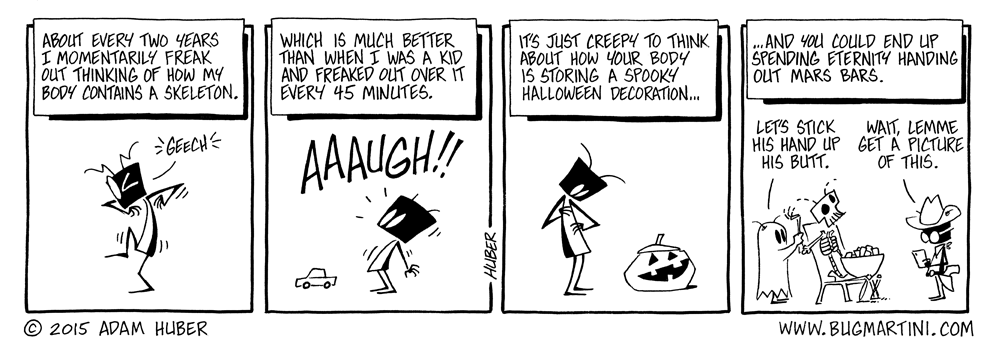 ABOUT EVERY TWO YEARS
I MOMENTARILY FREAK
OUT THINKING OF HOW MY
BODY CONTAINS A SKELETON.
GEECH
WHICH IS MUCH BETTER
THAN WHEN I WAS A KID
AND FREAKED OUT OVER IT
EVERY 45 MINUTES.
AAAUGH!!
HUBER
IT'S JUST CREEPY TO THINK
ABOUT HOW YOUR BODY
IS STORING A SPOOKY
HALLOWEEN DECORATION...
...AND YOU COULD END UP
SPENDING ETERNITY HANDING
OUT MARS BARS.
LET'S STICK
HIS HAND UP
HIS BUTT.
WAIT, LEMME
GET A PICTURE
OF THIS.
© 2015 ADAM HUBER
WWW.BUGMARTINI.COM